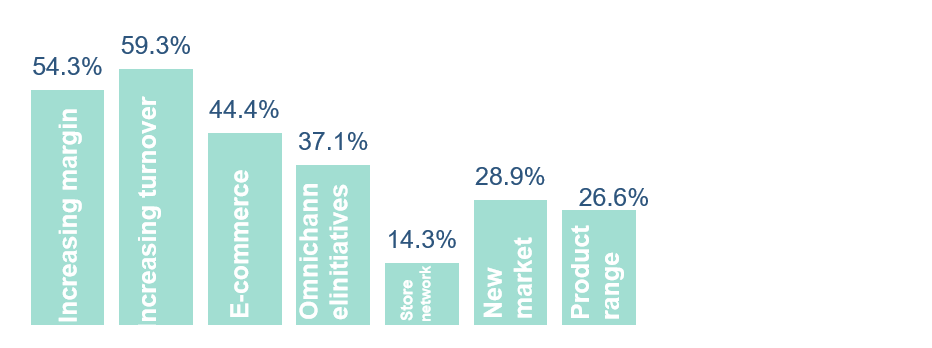 54.3%
Increasing margin
59.3%
Increasing turnover
44.4%
E-commerce
37.1%
Omnichann
elinitiatives
14.3%
Store
network
28.9%
New
market
26.6%
Product
range